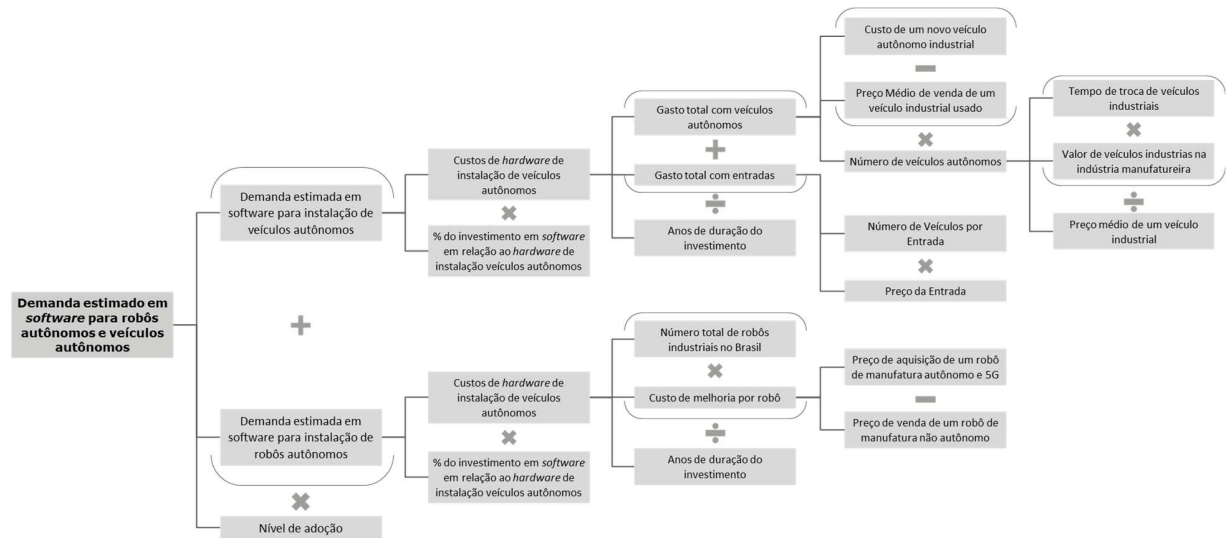 Demanda estimado em
software para robôs
autônomos e veículos
autônomos
Demanda estimada em
software para instalação de
veículos autônomos
+
Demanda estimada em
software para instalação de
robôs autônomos
×
Nível de adoção
Custos de hardware de
instalação de veículos
autônomos
×
% do investimento em software
em relação ao hardware de
instalação veículos autônomos
Gasto total com veículos
autônomos
+
Gasto total com entradas
÷
Anos de duração do
investimento
Custo de um novo veículo
autônomo industrial
−
Preço Médio de venda de um
veículo industrial usado
×
Número de veículos autônomos
Tempo de troca de veículos
industriais
×
Valor de veículos industrias na
indústria manufatureira
÷
Preço médio de um veículo
industrial
Número de Veículos por
Entrada
×
Preço da Entrada
Custos de hardware de
instalação de veículos
autônomos
×
% do investimento em software
em relação ao hardware de
instalação veículos autônomos
Número total de robôs
industriais no Brasil
×
Custo de melhoria por robô
÷
Anos de duração do
investimento
Preço de aquisição de um robô
de manufatura autônomo e 5G
−
Preço de venda de um robô de
manufatura não autônomo